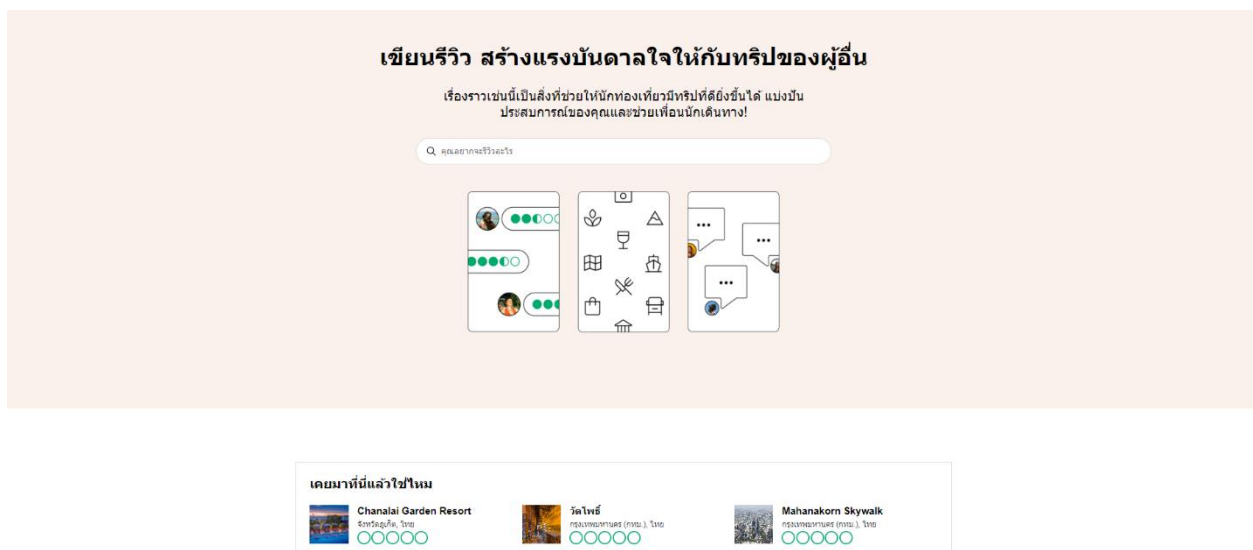 เขียนรีวิว สร้างแรงบันดาลใจให้กับทริปของผู้อื่น
เรื่องราวเช่นนี้เป็นสิ่งที่ช่วยให้นักท่องเที่ยวมีทริปที่ดียิ่งขึ้นได้ แบ่งปัน
ประสบการณ์ของคุณและช่วยเพื่อนนักเดินทาง!
คุณอยากจะรีวิวอะไร
เคยมาที่นี่แล้วใช่ไหม
Chanalai Garden Resort
จังหวัดภูเก็ต, ไทย
วัดโพธิ์
กรุงเทพมหานคร (กทม.), ไทย
Mahanakorn Skywalk
กรุงเทพมหานคร (กทม.), ไทย